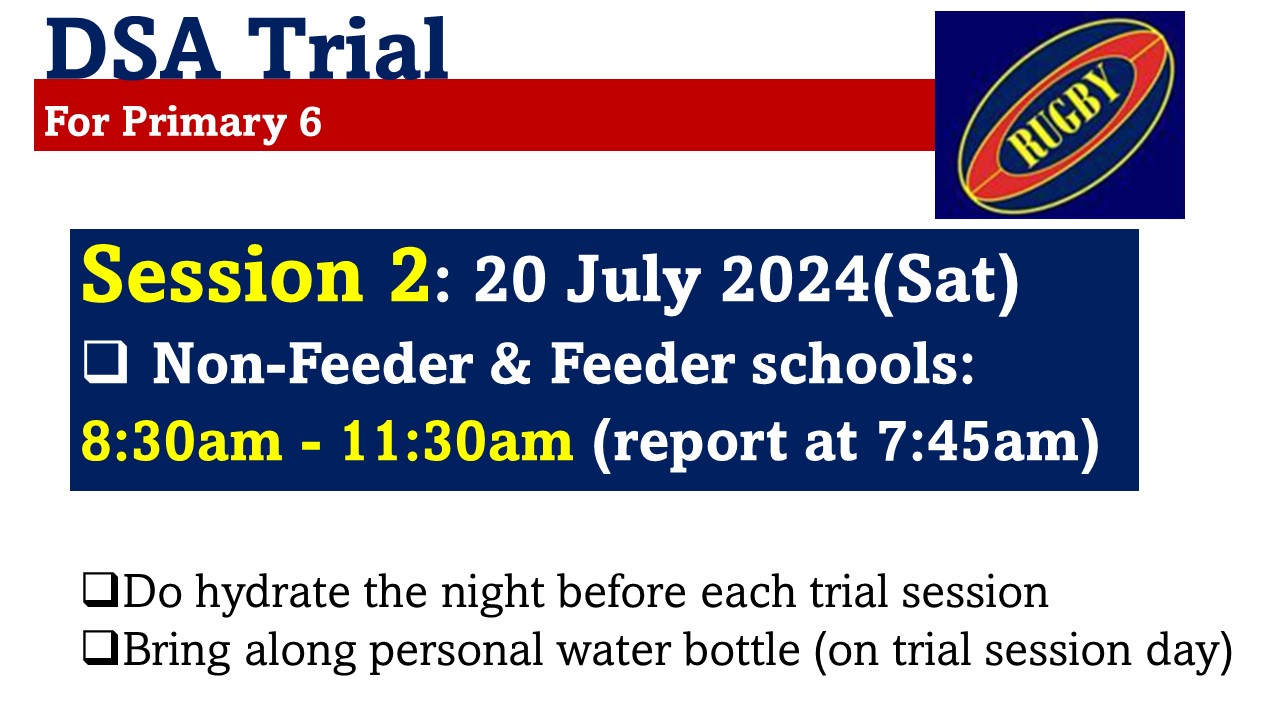 DSA Trial
For Primary 6
RUGBY
Session 2: 20 July 2024(Sat)
❑ Non-Feeder & Feeder schools:
8:30am - 11:30am (report at 7:45am)
❑Do hydrate the night before each trial session
❑Bring along personal water bottle (on trial session day)